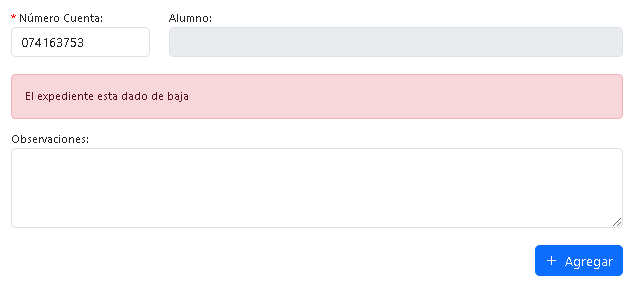 * Número Cuenta:
Alumno:
074163753
El expediente esta dado de baja
Observaciones:
+ Agregar